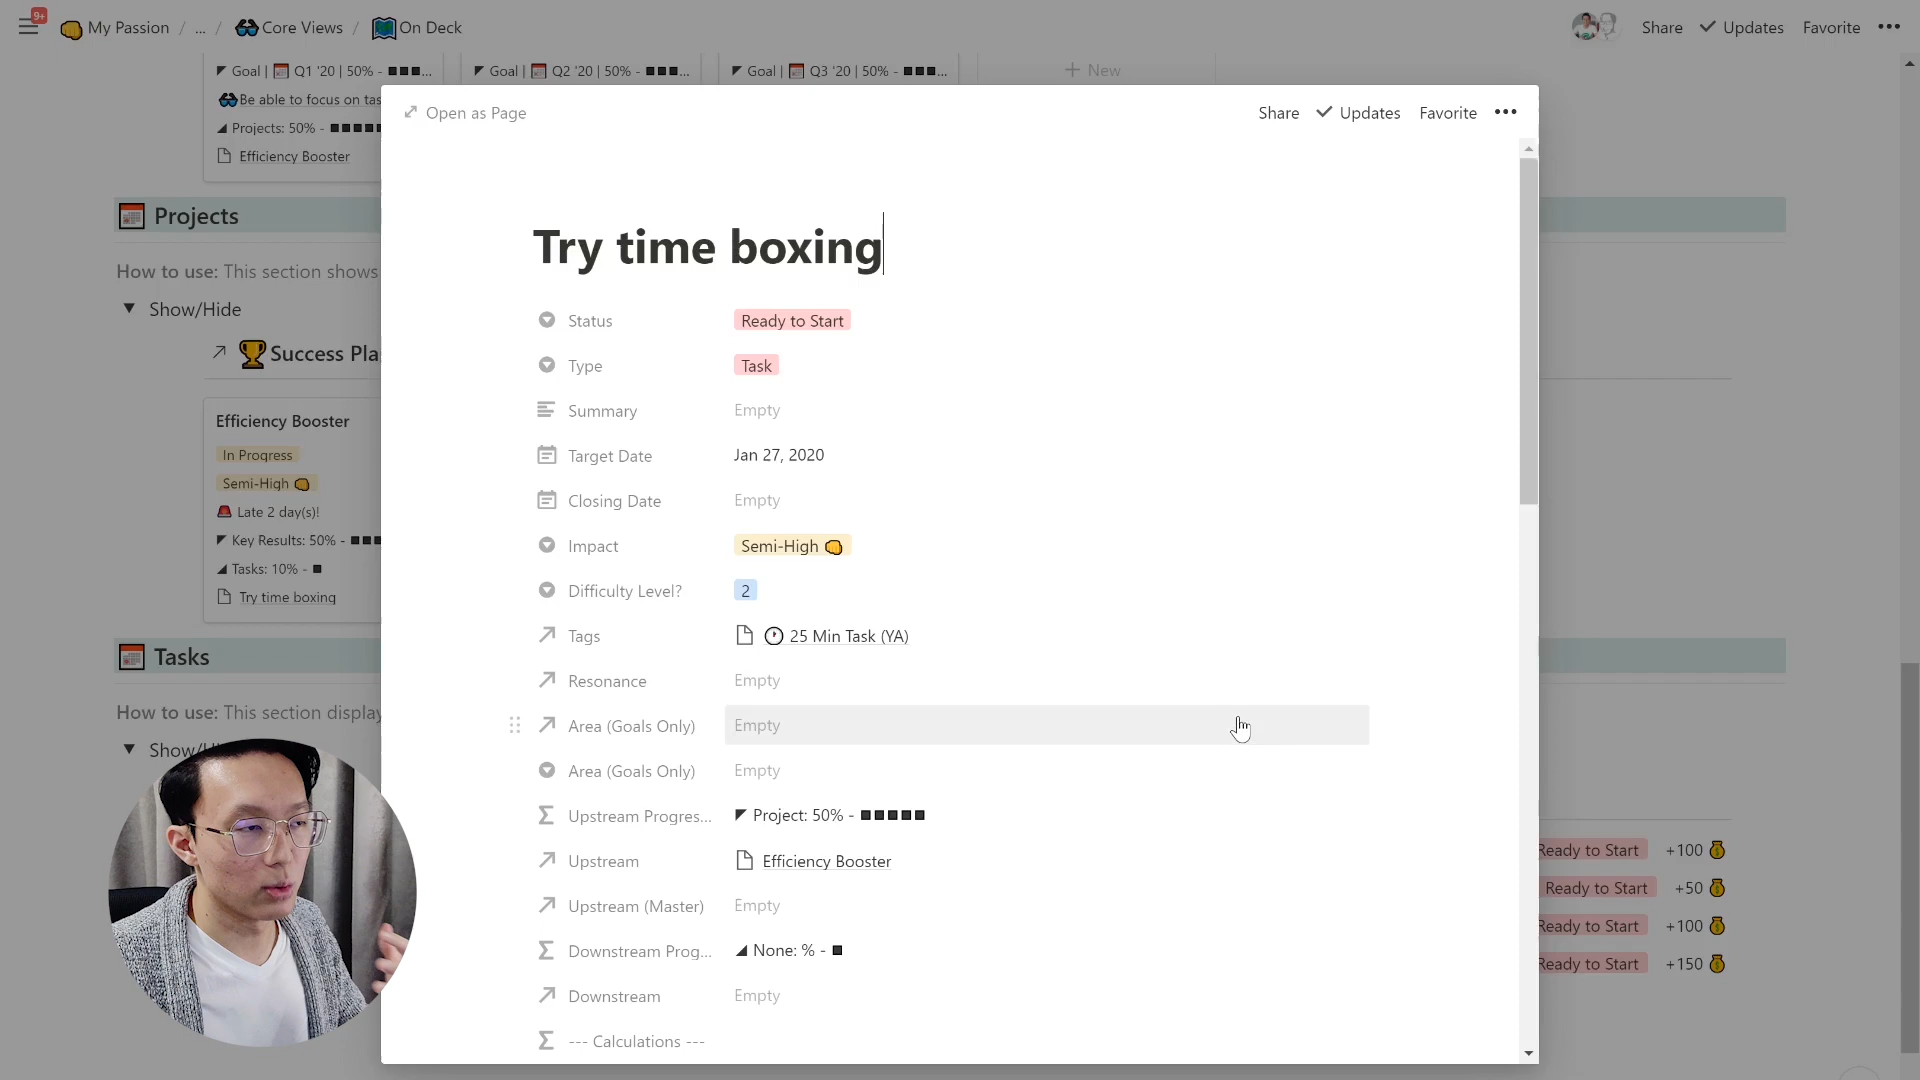 9+
My Passion / ... / Core Views / On Deck
Share Updates Favorite
Goal | Q1 '20 | 50% - ■■■...
Goal | Q2 '20 | 50% - ■■■...
Goal | Q3 '20 | 50% - ■■■...
New
Be able to focus on tas
Projects: 50% - ■■■■■
Efficiency Booster
Projects
How to use: This section shows
Show/Hide
Success Pla
Efficiency Booster
In Progress
Semi-High
Late 2 day(s)!
Key Results: 50% - ■■■
Tasks: 10% - ■
Try time boxing
Tasks
How to use: This section display
Open as Page
Share Updates Favorite
Try time boxing
Status Ready to Start
Type Task
Summary Empty
Target Date Jan 27, 2020
Closing Date Empty
Impact Semi-High
Difficulty Level? 2
Tags 25 Min Task (YA)
Resonance Empty
Area (Goals Only) Empty
Area (Goals Only) Empty
Upstream Progres... Project: 50% - ■■■■■
Upstream Efficiency Booster
Upstream (Master) Empty
Downstream Prog... None: % - ■
Downstream Empty
--- Calculations ---
Ready to Start +100
Ready to Start +50
Ready to Start +100
Ready to Start +150